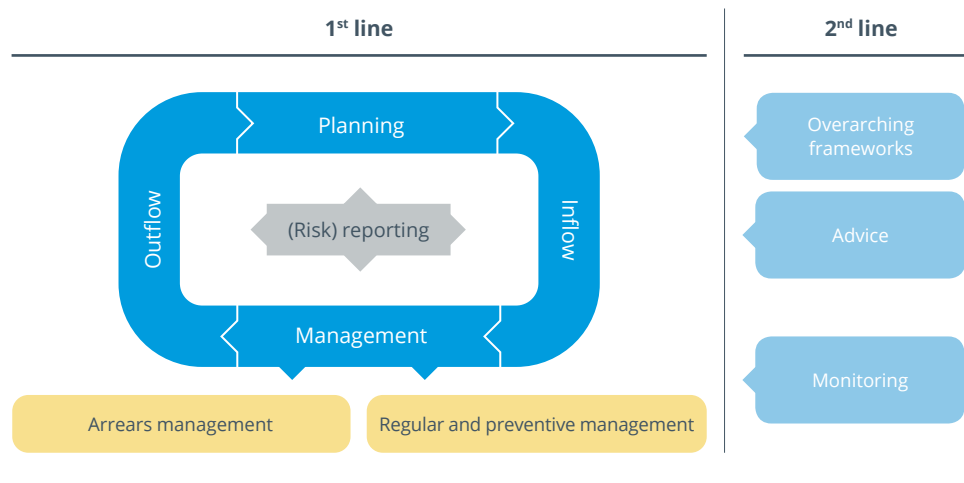 1st line
2nd line
Planning
Outflow
(Risk) reporting
Inflow
Management
Arrears management
Regular and preventive management
Overarching
frameworks
Advice
Monitoring